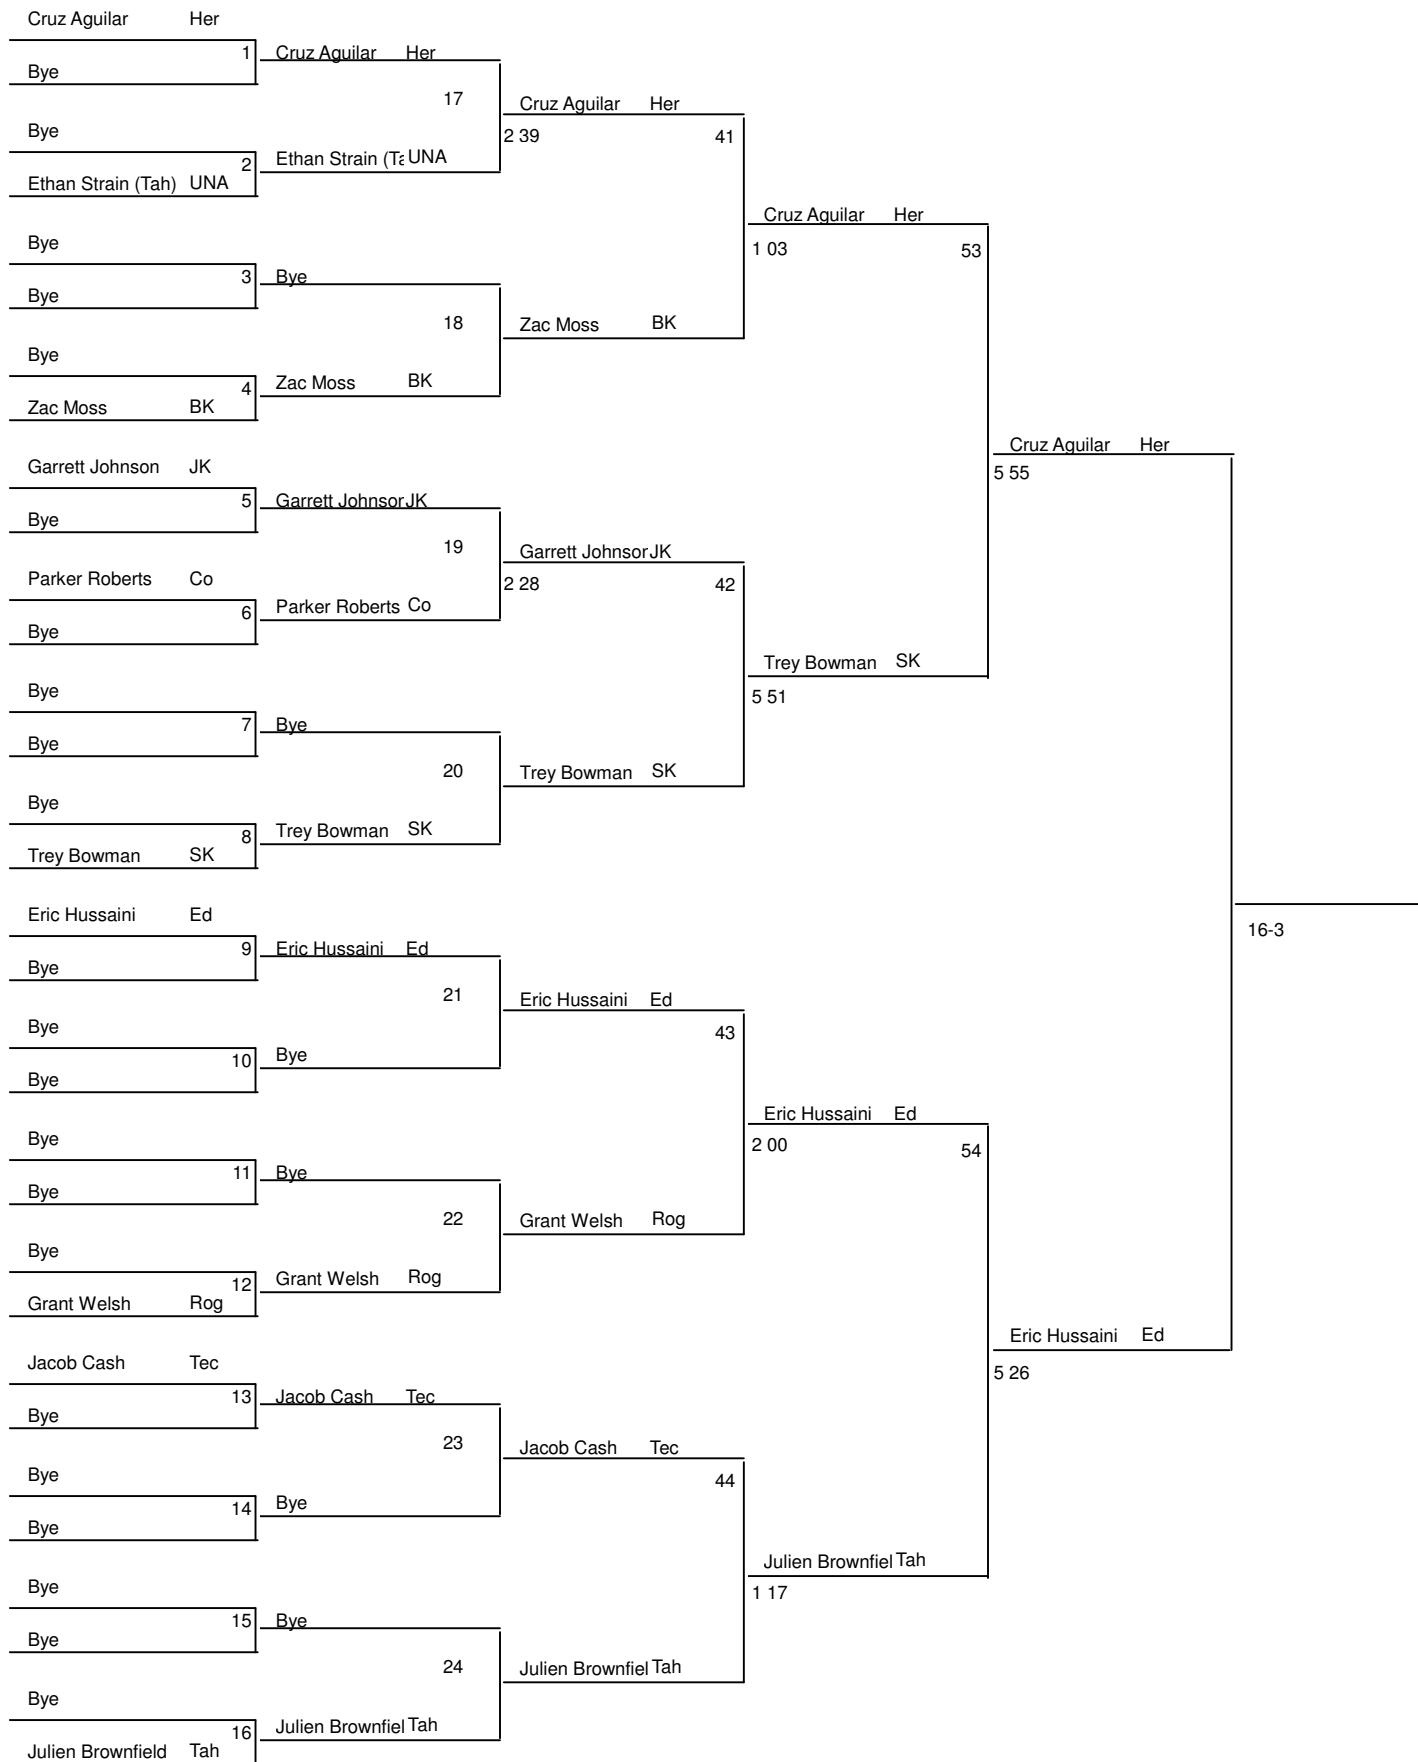 Cruz Aguilar Her
1 Cruz Aguilar Her
Bye
17 Cruz Aguilar Her
Bye
2 39 41
2 Ethan Strain (Ta UNA
Ethan Strain (Tah) UNA
Cruz Aguilar Her
Bye
1 03 53
3 Bye
Bye
18 Zac Moss BK
Bye
4 Zac Moss BK
Zac Moss BK
Cruz Aguilar Her
Garrett Johnson JK
5 55
5 Garrett Johnson JK
Bye
19 Garrett Johnson JK
Parker Roberts Co
2 28 42
6 Parker Roberts Co
Bye
Trey Bowman SK
Bye
5 51
7 Bye
Bye
20 Trey Bowman SK
Bye
8 Trey Bowman SK
Trey Bowman SK
Eric Hussaini Ed
16-3
9 Eric Hussaini Ed
Bye
21 Eric Hussaini Ed
Bye
43
10 Bye
Bye
Eric Hussaini Ed
Bye
2 00 54
11 Bye
Bye
22 Grant Welsh Rog
Bye
12 Grant Welsh Rog
Grant Welsh Rog
Eric Hussaini Ed
Jacob Cash Tec
5 26
13 Jacob Cash Tec
Bye
23 Jacob Cash Tec
Bye
44
14 Bye
Bye
Julien Brownfiel Tah
Bye
1 17
15 Bye
Bye
24 Julien Brownfiel Tah
Bye
16 Julien Brownfiel Tah
Julien Brownfield Tah